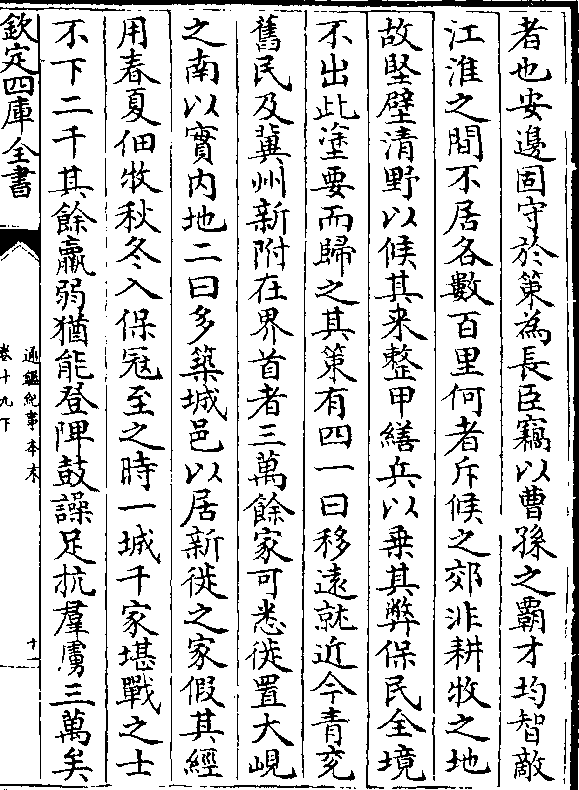 者也安邊固守於策為長臣竊以曹孫之霸才均智敵
江淮之間不居各數百里何者斥候之郊非耕牧之地
故堅壁清野以候其来整甲繕兵以乗其弊保民全境
不出此塗要而歸之其策有四一曰移遠就近今青兖
舊民及冀州新附在界首者三萬餘家可悉徙置大峴
之南以實内地二曰多築城邑以居新徙之家假其經
用春夏佃牧秋冬入保冦至之時一城千家堪戰之士
不下二千其餘羸弱猶能登陴鼓譟足抗羣虜三萬矣
欽定四庫全書
通鑑紀事本末
卷十九下
十一